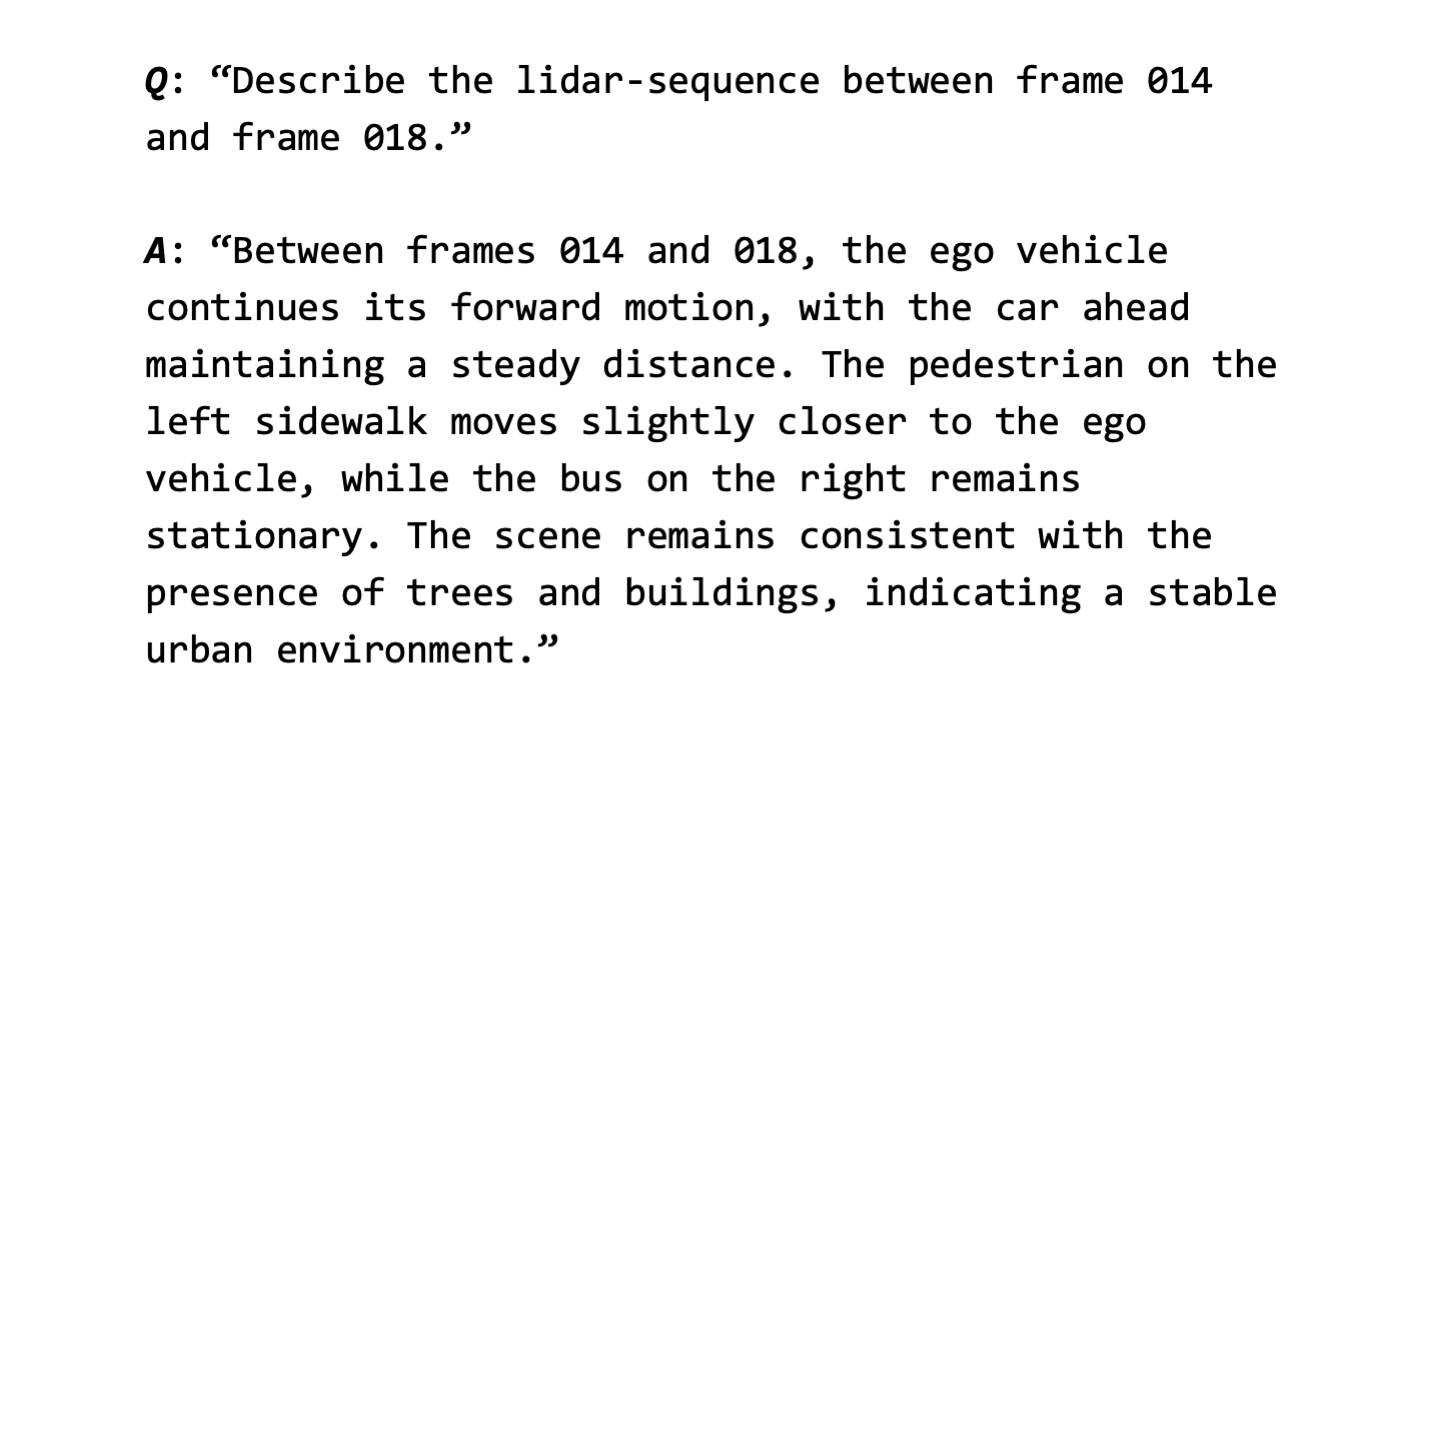 Q: “Describe the lidar-sequence between frame 014
and frame 018.”
A: “Between frames 014 and 018, the ego vehicle
continues its forward motion, with the car ahead
maintaining a steady distance. The pedestrian on the
left sidewalk moves slightly closer to the ego
vehicle, while the bus on the right remains
stationary. The scene remains consistent with the
presence of trees and buildings, indicating a stable
urban environment.”